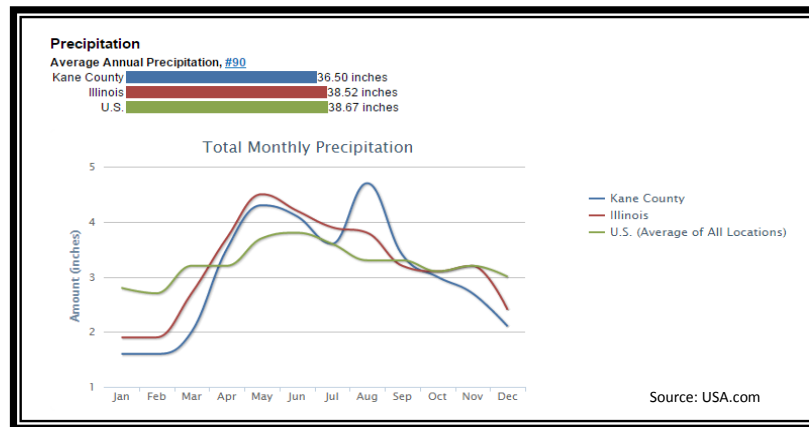 Precipitation
Average Annual Precipitation, #90
Kane County 36.50 inches
Illinois 38.52 inches
U.S. 38.67 inches
Total Monthly Precipitation
5
4
3
2
1
Amount (inches)
Jan Feb Mar Apr May Jun Jul Aug Sep Oct Nov Dec
Kane County
Illinois
U.S. (Average of All Locations)
Source: USA.com